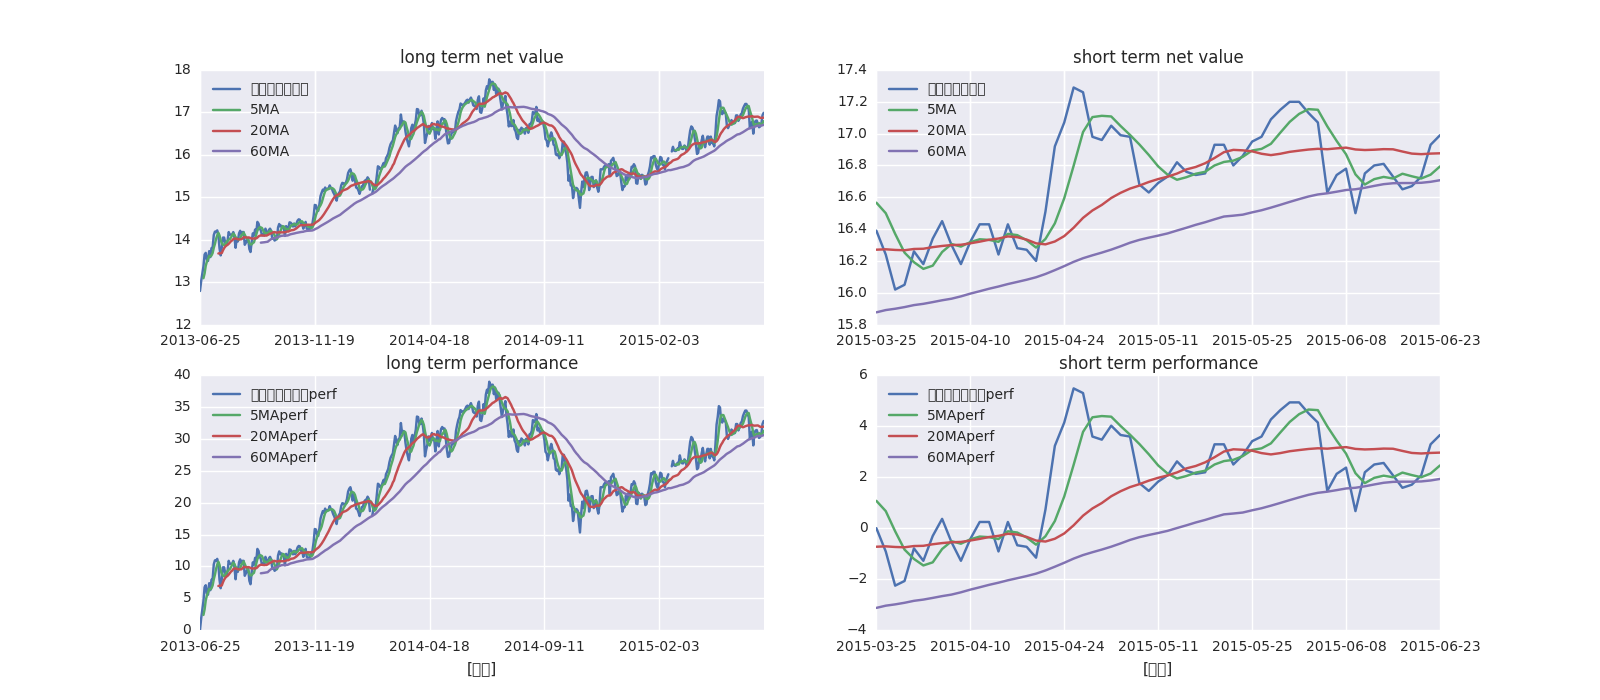 long term net value
18
17
16
15
14
13
12
5MA
20MA
60MA
2013-06-25 2013-11-19 2014-04-18 2014-09-11 2015-02-03
short term net value
17.4
17.2
17.0
16.8
16.6
16.4
16.2
16.0
15.8
5MA
20MA
60MA
2015-03-25 2015-04-10 2015-04-24 2015-05-11 2015-05-25 2015-06-08 2015-06-23
long term performance
40
35
30
25
20
15
10
5
0
perf
5MAperf
20MAperf
60MAperf
2013-06-25 2013-11-19 2014-04-18 2014-09-11 2015-02-03
short term performance
6
4
2
0
−2
−4
perf
5MAperf
20MAperf
60MAperf
2015-03-25 2015-04-10 2015-04-24 2015-05-11 2015-05-25 2015-06-08 2015-06-23